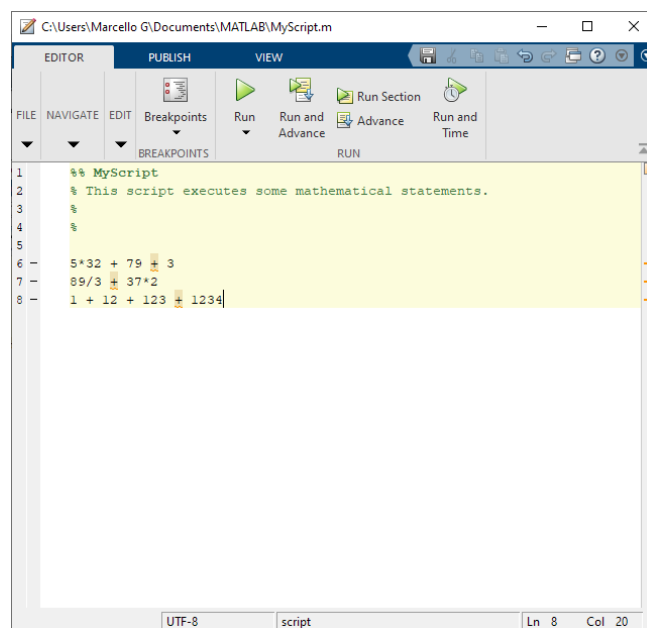 C:\Users\Marcello G\Documents\MATLAB\MyScript.m
EDITOR PUBLISH VIEW
FILE NAVIGATE EDIT Breakpoints Run Run and Advance Run Section Advance Run and Time
BREAKPOINTS RUN
1 %% MyScript
2 % This script executes some mathematical statements.
3 %
4 %
5
6 – 5*32 + 79 + 3
7 – 89/3 + 37*2
8 – 1 + 12 + 123 + 1234
UTF-8 script Ln 8 Col 20